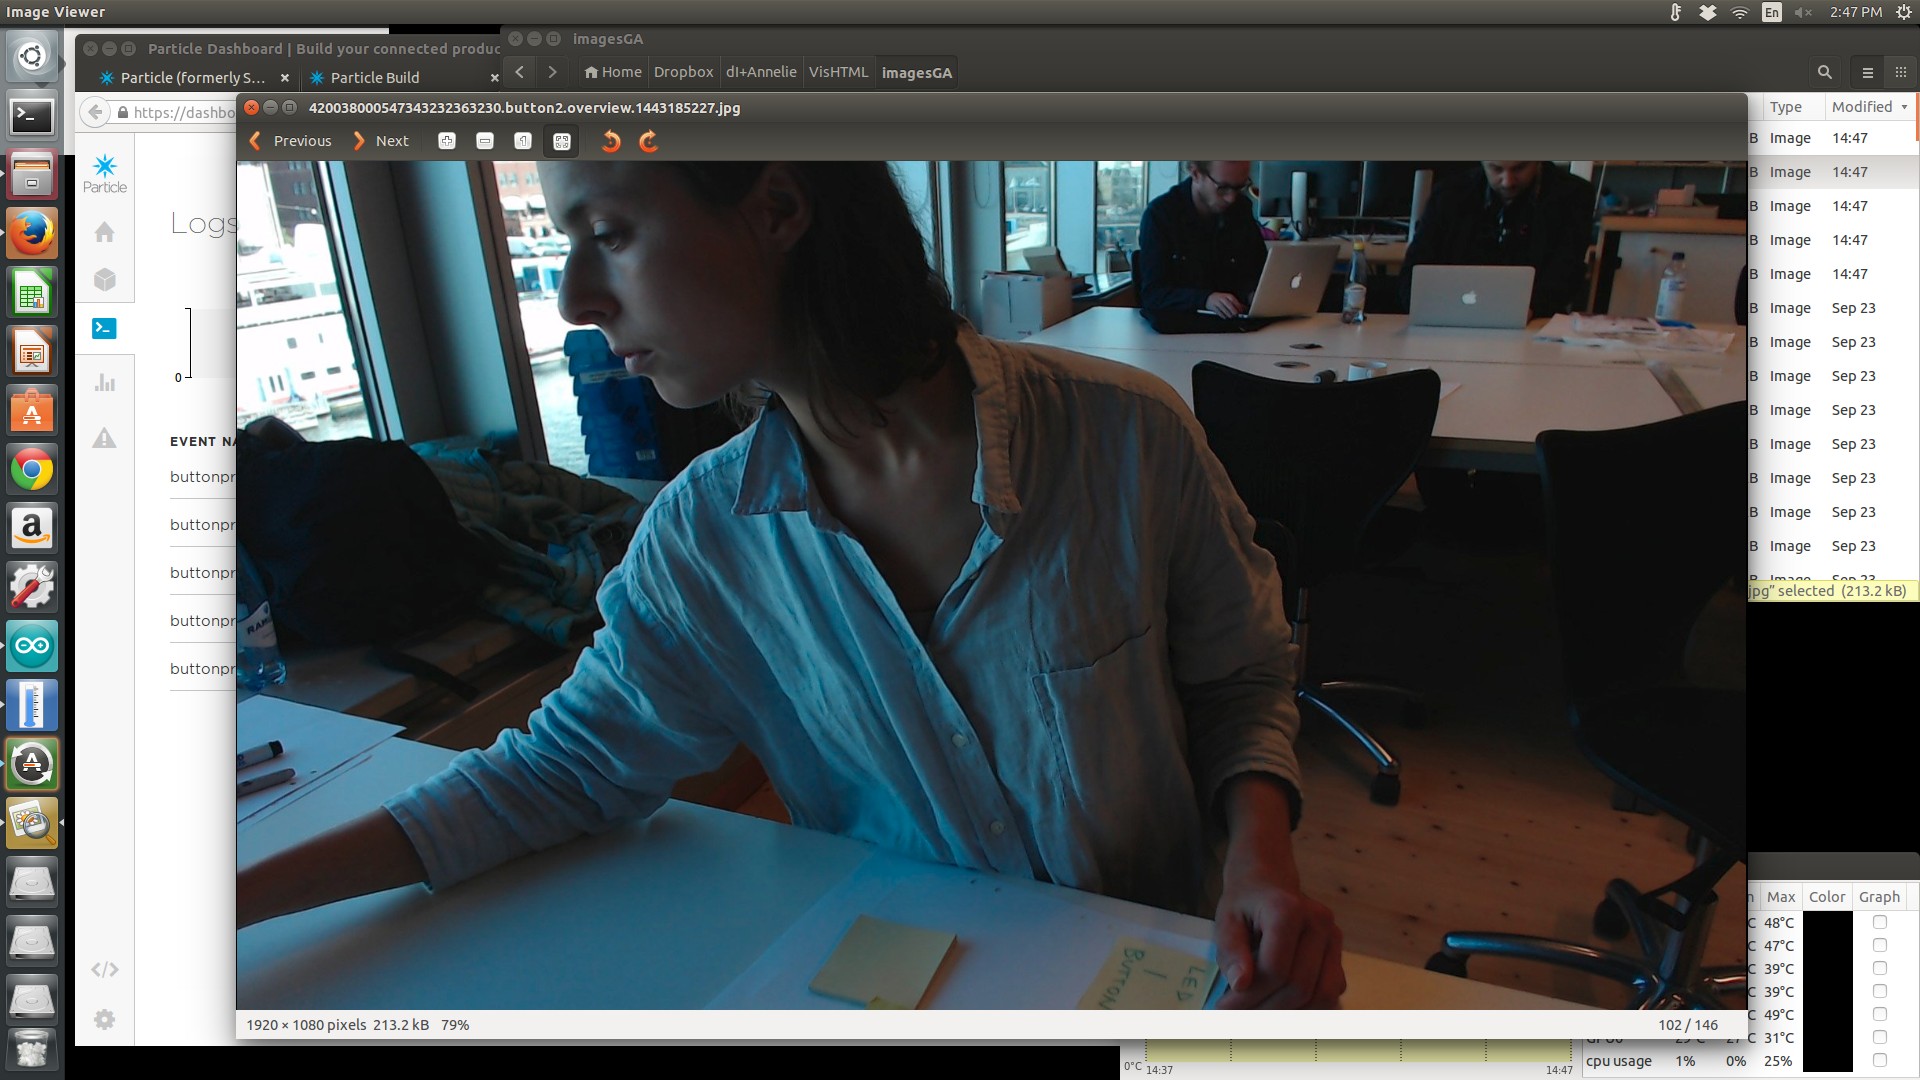 Image Viewer
En
2:47 PM
Particle Dashboard | Build your connected produc
imagesGA
Particle (formerly S...
Particle Build
Home
Dropbox
dI+Annelie
VisHTML
imagesGA
https://dashbo
420038000547343232363230.button2.overview.1443185227.jpg
Previous
Next
Type
Modified
B Image 14:47
B Image 14:47
B Image 14:47
B Image 14:47
B Image 14:47
B Image Sep 23
B Image Sep 23
B Image Sep 23
B Image Sep 23
B Image Sep 23
B Image Sep 23
B Image Sep 23
B Image Sep 23
Image Sep 23
jpg” selected (213.2 kB)
Particle
Logs
0
EVENT NA
buttonpr
buttonpr
buttonpr
buttonpr
buttonpr
LED
BUTTON
1920 × 1080 pixels 213.2 kB 79%
102 / 146
n Max Color Graph
C 48°C
C 47°C
C 39°C
C 39°C
C 49°C
C 31°C
cpu usage 1% 0% 25%
0°C
14:37
14:47